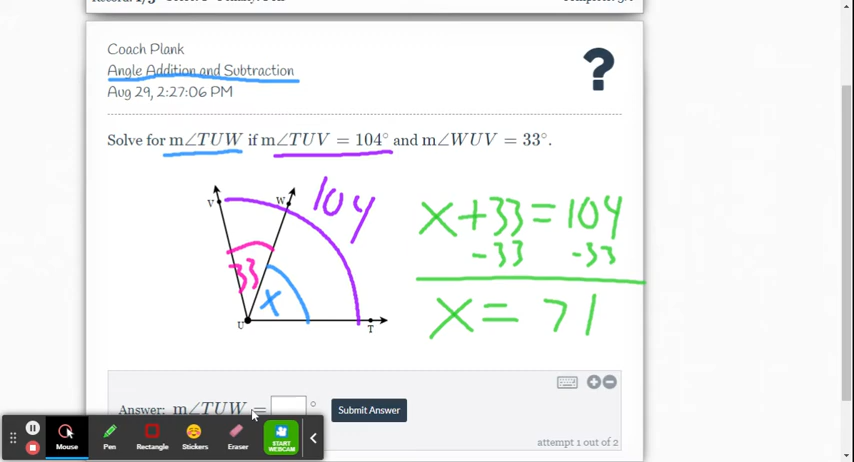 Coach Plank
Angle Addition and Subtraction
Aug 29, 2:27:06 PM
?
Solve for m∠TUW if m∠TUV = 104° and m∠WUV = 33°.
V W 104
33 x
U T
x + 33 = 104
-33 -33
x = 71
Answer: m∠TUW = °
Submit Answer
attempt 1 out of 2
Mouse
Pen
Rectangle
Stickers
Eraser
START
WEBCAM